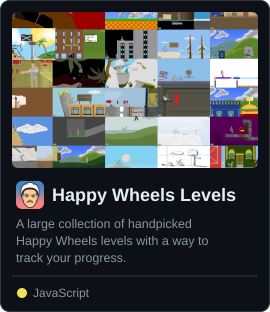 Happy Wheels Levels
A large collection of handpicked
Happy Wheels levels with a way to
track your progress.
JavaScript